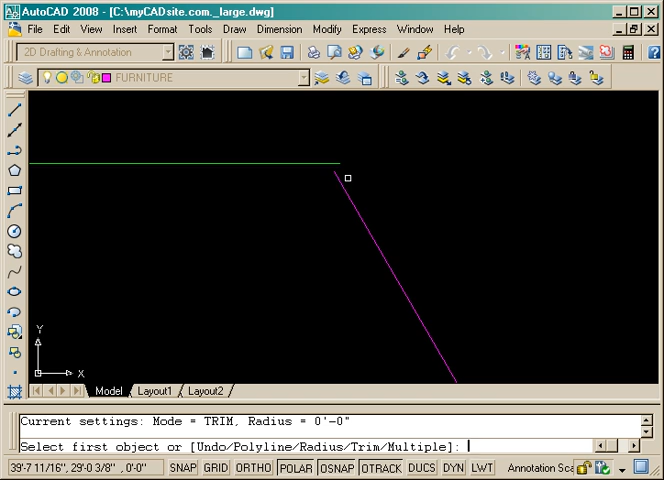 AutoCAD 2008 - [C:\myCADsite.com._large.dwg]
File Edit View Insert Format Tools Draw Dimension Modify Express Window
2D Drafting & Annotation
FURNITURE
Y
X
Model Layout1 Layout2
Current settings: Mode = TRIM, Radius = 0'-0"
Select first object or [Undo/Polyline/Radius/Trim/Multiple]:
39'-7 11/16", 29'-0 3/8" , 0'-0" SNAP GRID ORTHO POLAR OSNAP OTRACK DUCS DYN LWT Annotation Sca